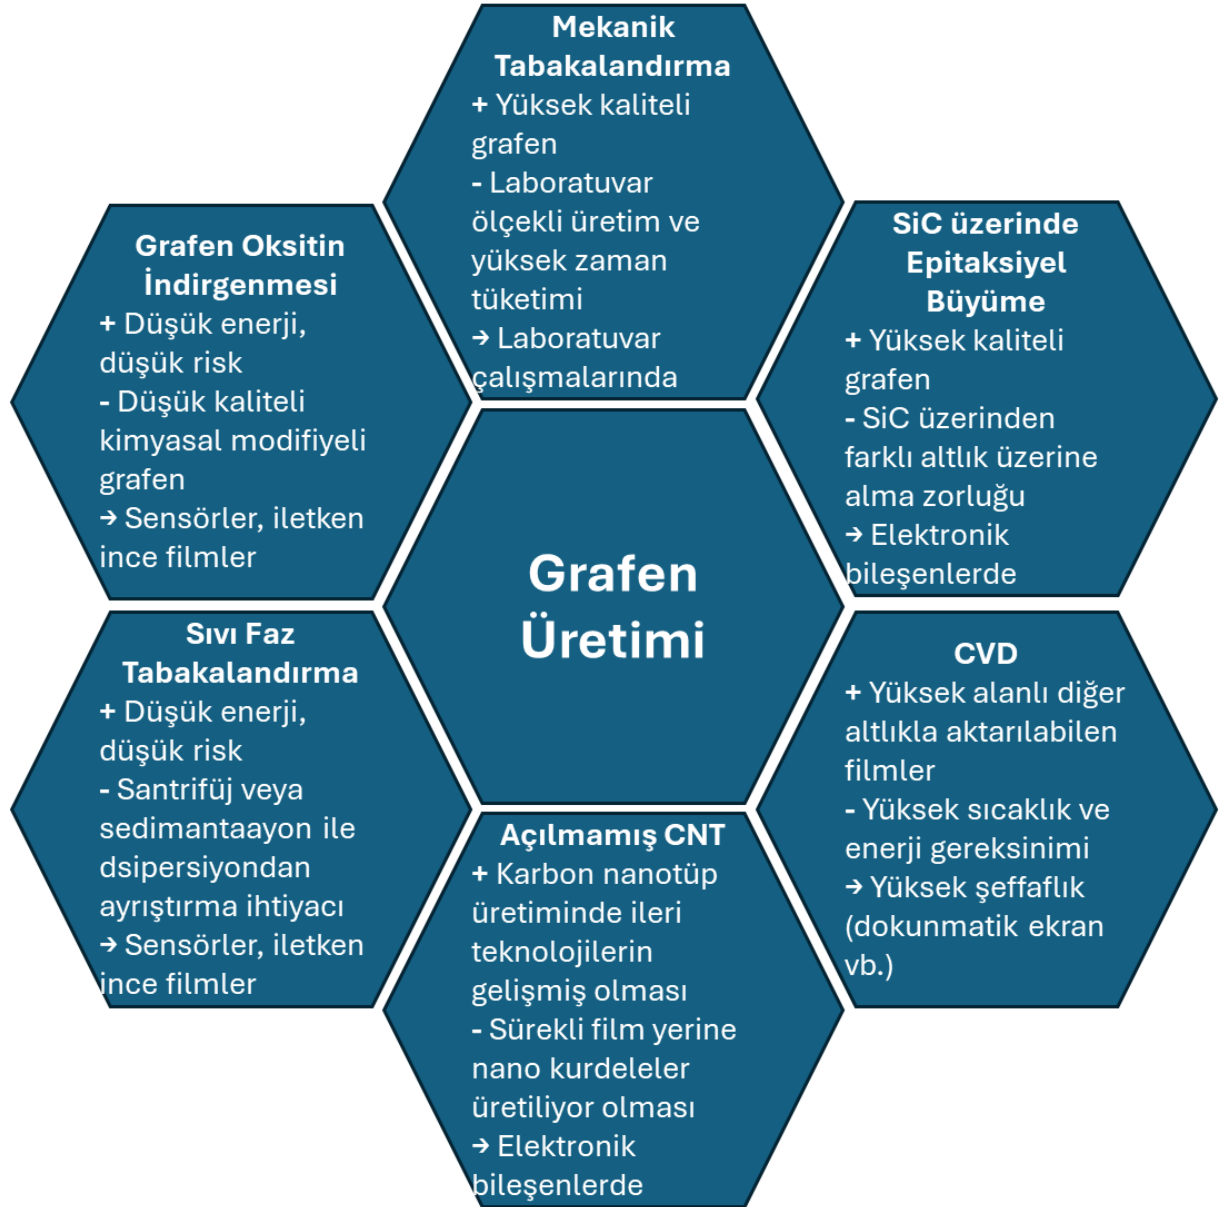 Mekanik
Tabakalandırma
+ Yüksek kaliteli
grafen
- Laboratuvar
ölçekli üretim ve
yüksek zaman
tüketimi
→ Laboratuvar
çalışmalarında
Grafen Oksitin
İndirgenmesi
+ Düşük enerji,
düşük risk
- Düşük kaliteli
kimyasal modifiyeli
grafen
→ Sensörler, iletken
ince filmler
SiC üzerinde
Epitaksiyel
Büyüme
+ Yüksek kaliteli
grafen
- SiC üzerinden
farklı altlık üzerine
alma zorluğu
→ Elektronik
bileşenlerde
Grafen
Üretimi
Sıvı Faz
Tabakalandırma
+ Düşük enerji,
düşük risk
- Santrifüj veya
sedimantaayon ile
dsipersiyondan
ayrıştırma ihtiyacı
→ Sensörler, iletken
ince filmler
CVD
+ Yüksek alanlı diğer
altlıkla aktarılabilen
filmler
- Yüksek sıcaklık ve
enerji gereksinimi
→ Yüksek şeffaflık
(dokunmatik ekran
vb.)
Açılmamış CNT
+ Karbon nanotüp
üretiminde ileri
teknolojilerin
gelişmiş olması
- Sürekli film yerine
nano kurdeleler
üretiliyor olması
→ Elektronik
bileşenlerde